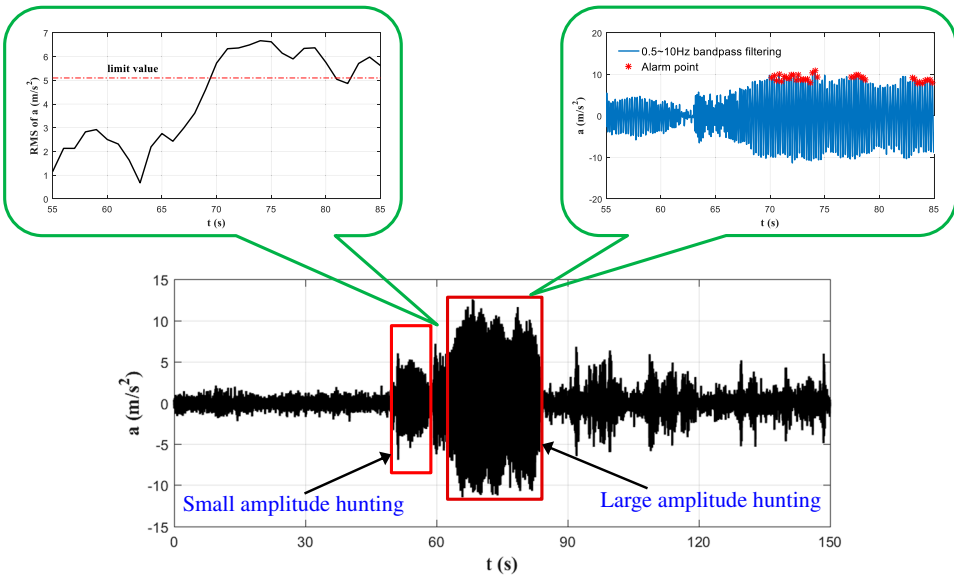 7
6
5
4
3
2
1
0
RMS of a (m/s²)
limit value
55 60 65 70 75 80 85
t (s)
20
10
0
-10
-20
a (m/s²)
0.5~10Hz bandpass filtering
Alarm point
55 60 65 70 75 80 85
t (s)
15
10
5
0
-5
-10
-15
a (m/s²)
Small amplitude hunting
Large amplitude hunting
0 30 60 90 120 150
t (s)